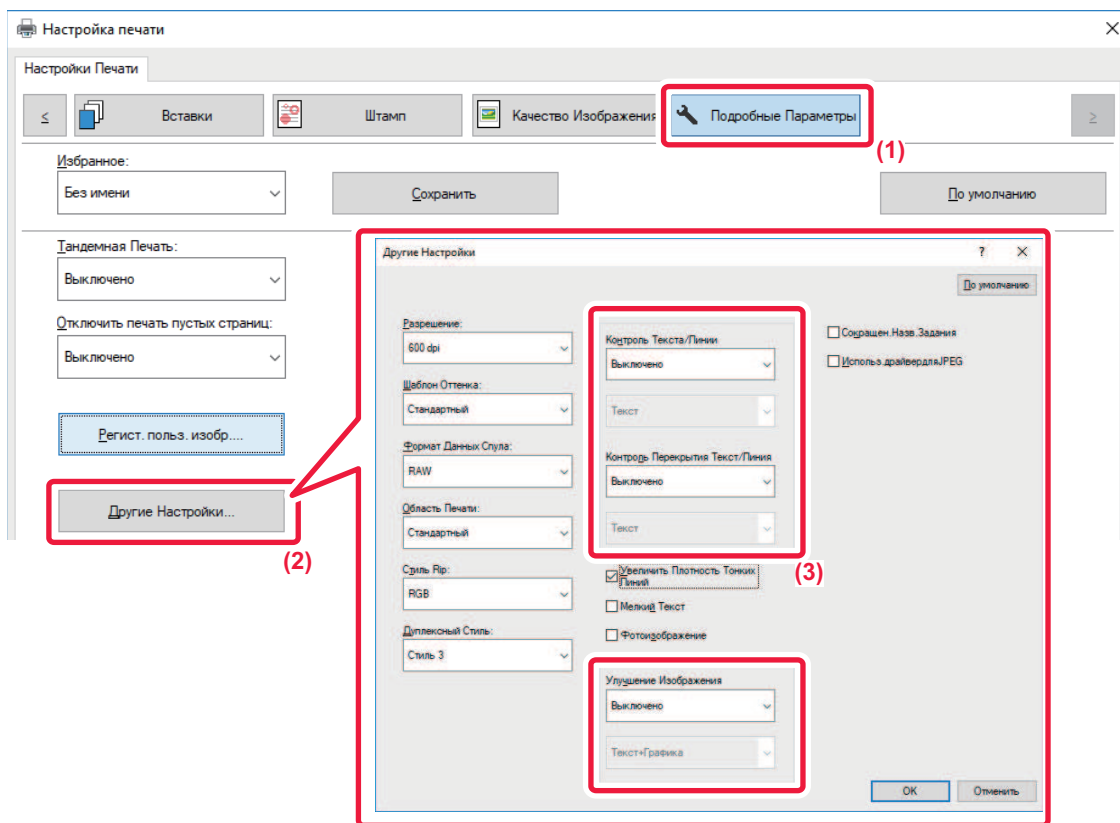 Настройка печати
Настройки Печати
< Вставки Штамп Качество Изображения Подробные Параметры >
(1)
Избранное:
Без имени Сохранить По умолчанию
Тандемная Печать:
Выключено
Отключить печать пустых страниц:
Выключено
Регист. польз. изобр....
Другие Настройки...
(2)
Другие Настройки ?
По умолчанию
Разрешение:
600 dpi
Шаблон Оттенка:
Стандартный
Формат Данных Спула:
RAW
Область Печати:
Стандартный
Стиль Rip:
RGB
Дуплексный Стиль:
Стиль 3
Контроль Текста/Линии
Выключено
Текст
Контроль Перекрытия Текст/Линия
Выключено
Текст
(3)
Увеличить Плотность Тонких
Линий
Мелкий Текст
Фотоизображение
Улучшение Изображения
Выключено
Текст+Графика
Сокращен.Назв.Задания
Использ.драйвердляJPEG
OK Отменить